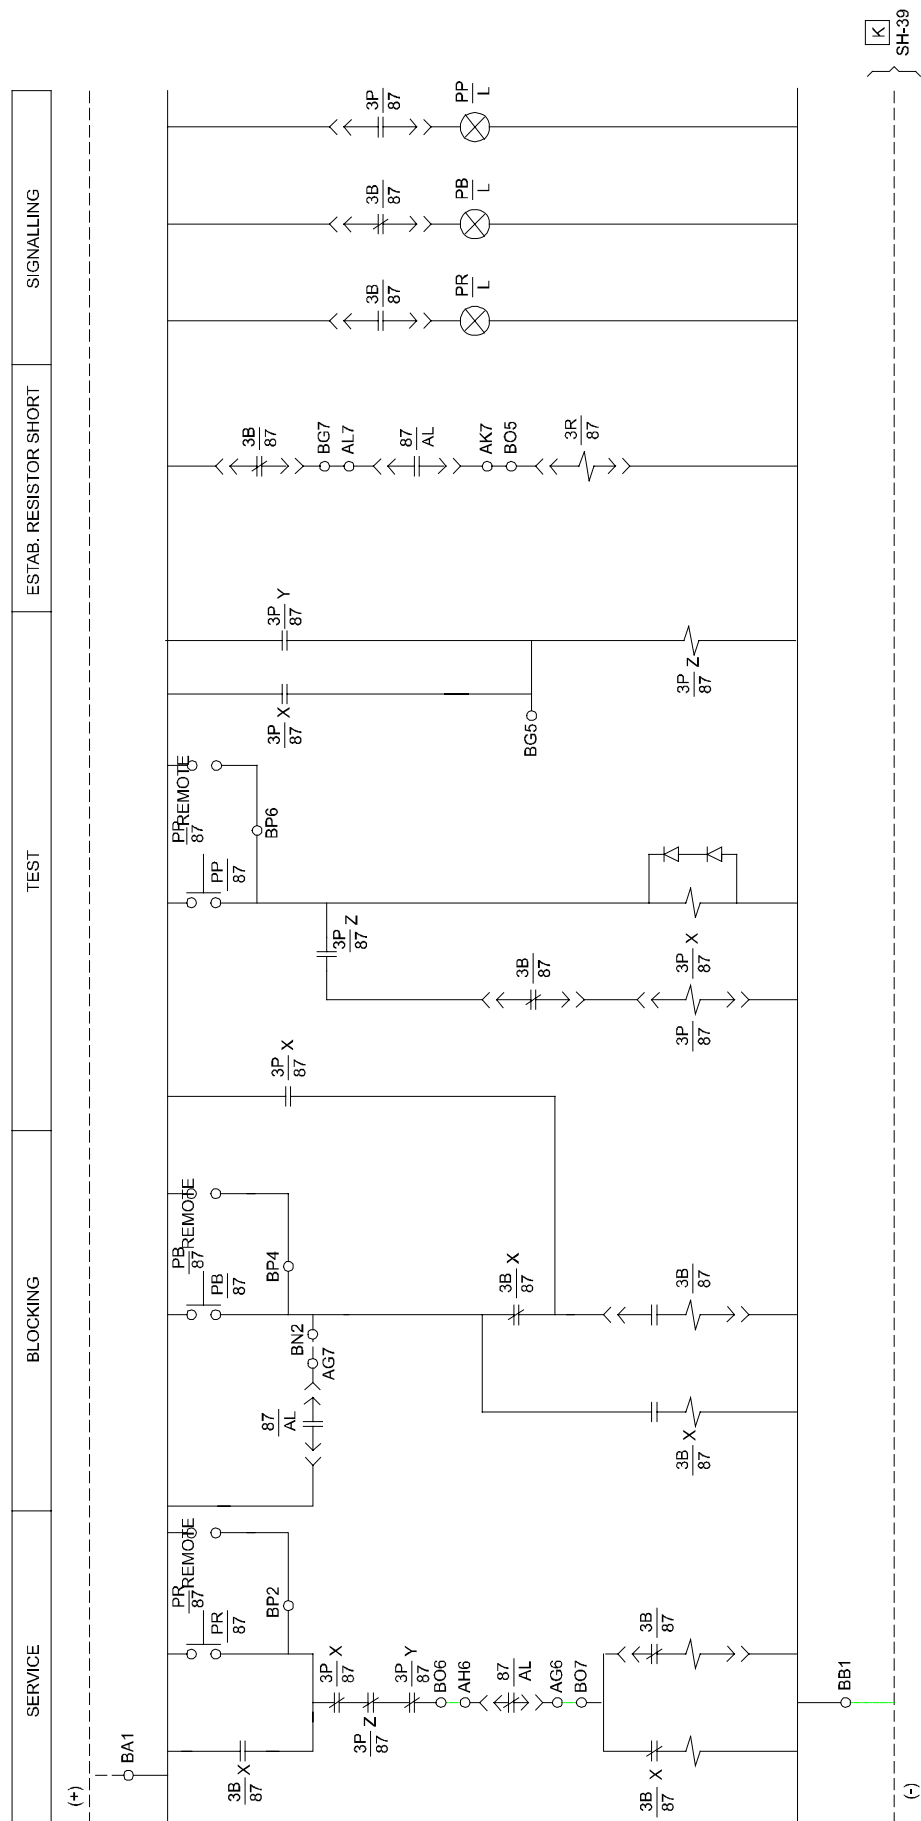 SERVICE
BLOCKING
TEST
ESTAB. RESISTOR SHORT
SIGNALLING
(+)
BA1
3B X
87
PR
87
PR
87
REMOTE
BP2
3P X
87
3P Z
87
3P Y
87
BO6
AH6
87
AL
AG6
BO7
3B X
87
3B
87
BB1
(-)
87
AL
AG7
BN2
PB
87
PB
87
REMOTE
BP4
3B X
87
3B X
87
3B
87
3P X
87
PP
87
PP
87
REMOTE
BP6
3P Z
87
3B
87
3P
87
3P X
87
3P X
87
3P Y
87
BG5
3P Z
87
3B
87
BG7
AL7
87
AL
AK7
BO5
3R
87
3B
87
PR
L
3B
87
PB
L
3P
87
PP
L
K
SH-39